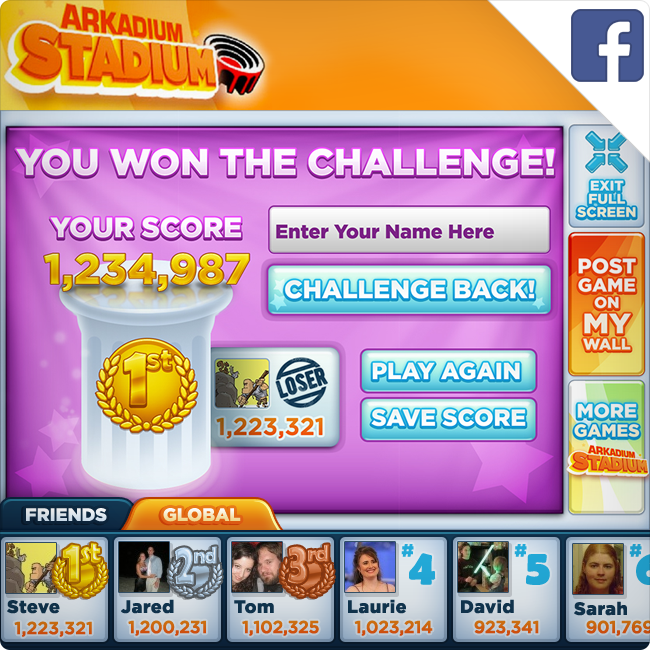 ARKADIUM
STADIUM
f
YOU WON THE CHALLENGE!
YOUR SCORE
1,234,987
Enter Your Name Here
CHALLENGE BACK!
1st
LOSER
1,223,321
PLAY AGAIN
SAVE SCORE
EXIT
FULL
SCREEN
POST
GAME
ON
MY
WALL
MORE
GAMES
ARKADIUM
STADIUM
FRIENDS
GLOBAL
1st
Steve
1,223,321
2nd
Jared
1,200,231
3rd
Tom
1,102,325
#4
Laurie
1,023,214
#5
David
923,341
#6
Sarah
901,769